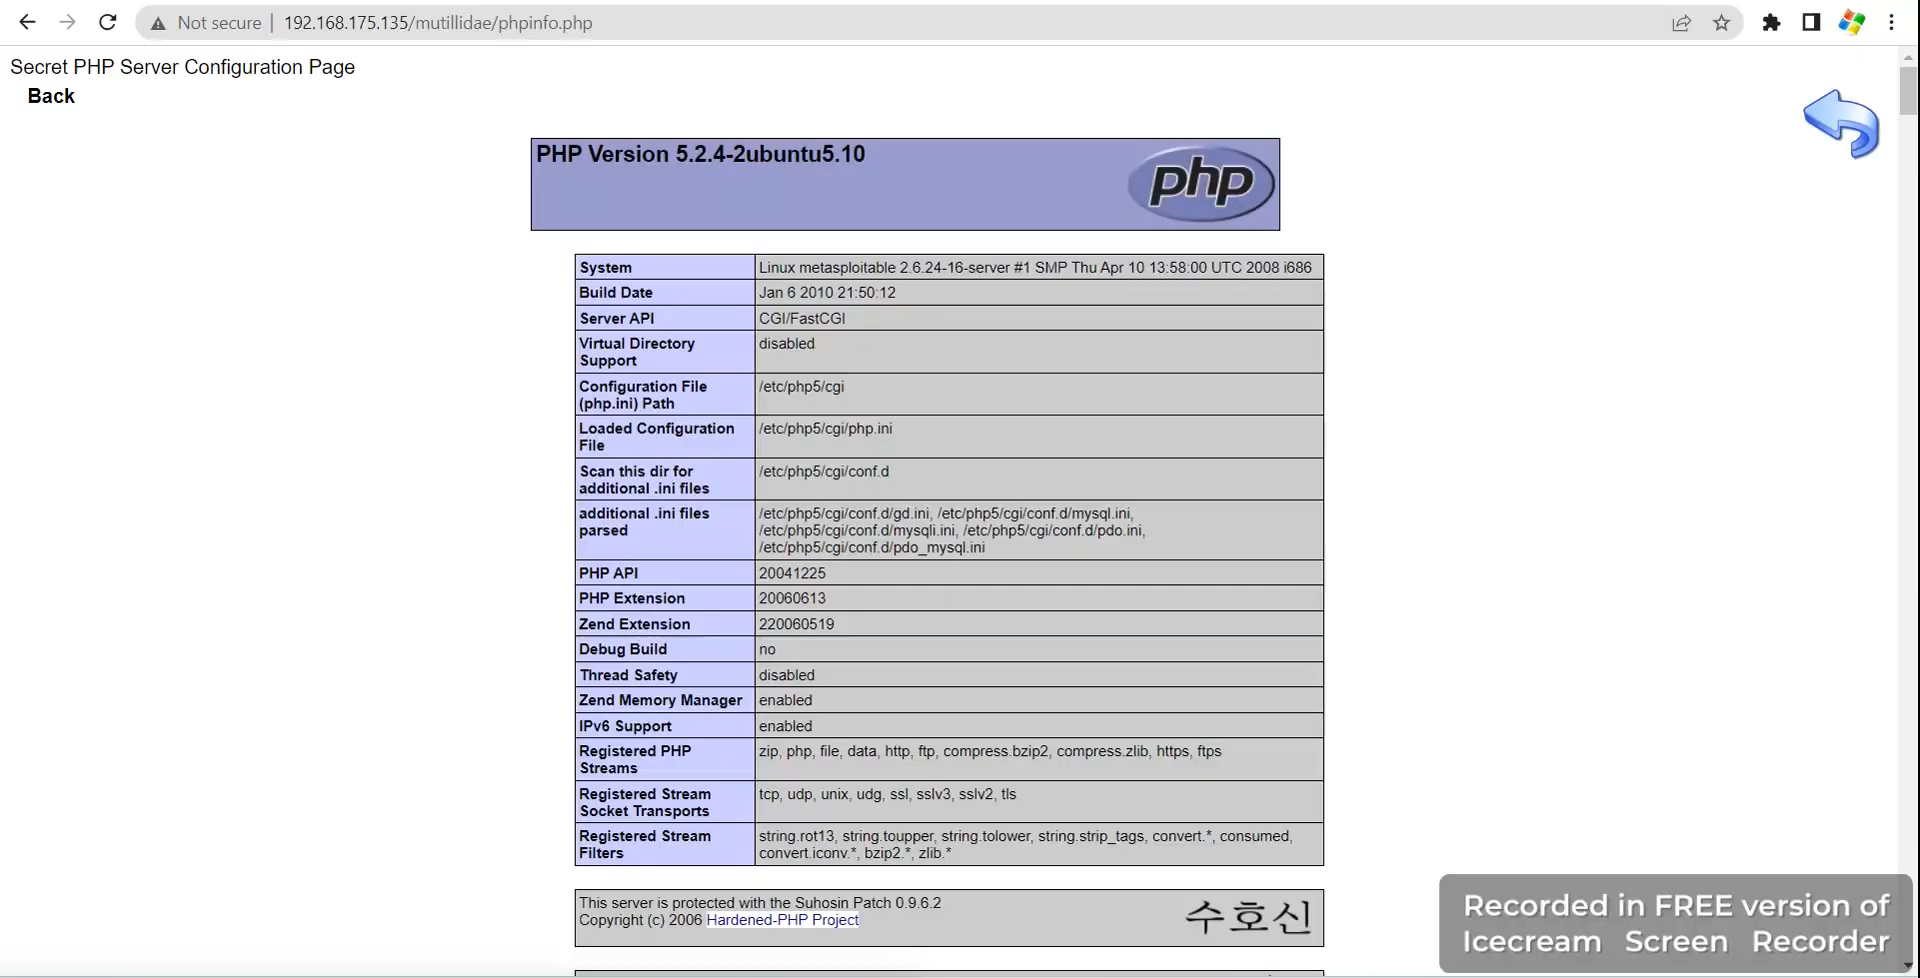 Not secure | 192.168.175.135/mutillidae/phpinfo.php
Secret PHP Server Configuration Page
Back
PHP Version 5.2.4-2ubuntu5.10
php
System Linux metasploitable 2.6.24-16-server #1 SMP Thu Apr 10 13:58:00 UTC 2008 i686
Build Date Jan 6 2010 21:50:12
Server API CGI/FastCGI
Virtual Directory disabled
Support
Configuration File /etc/php5/cgi
(php.ini) Path
Loaded Configuration /etc/php5/cgi/php.ini
File
Scan this dir for /etc/php5/cgi/conf.d
additional .ini files
additional .ini files /etc/php5/cgi/conf.d/gd.ini, /etc/php5/cgi/conf.d/mysql.ini,
parsed /etc/php5/cgi/conf.d/mysqli.ini, /etc/php5/cgi/conf.d/pdo.ini,
/etc/php5/cgi/conf.d/pdo_mysql.ini
PHP API 20041225
PHP Extension 20060613
Zend Extension 220060519
Debug Build no
Thread Safety disabled
Zend Memory Manager enabled
IPv6 Support enabled
Registered PHP zip, php, file, data, http, ftp, compress.bzip2, compress.zlib, https, ftps
Streams
Registered Stream tcp, udp, unix, udg, ssl, sslv3, sslv2, tls
Socket Transports
Registered Stream string.rot13, string.toupper, string.tolower, string.strip_tags, convert.*, consumed,
Filters convert.iconv.*, bzip2.*, zlib.*
This server is protected with the Suhosin Patch 0.9.6.2
Copyright (c) 2006 Hardened-PHP Project
수호신
Recorded in FREE version of
Icecream Screen Recorder